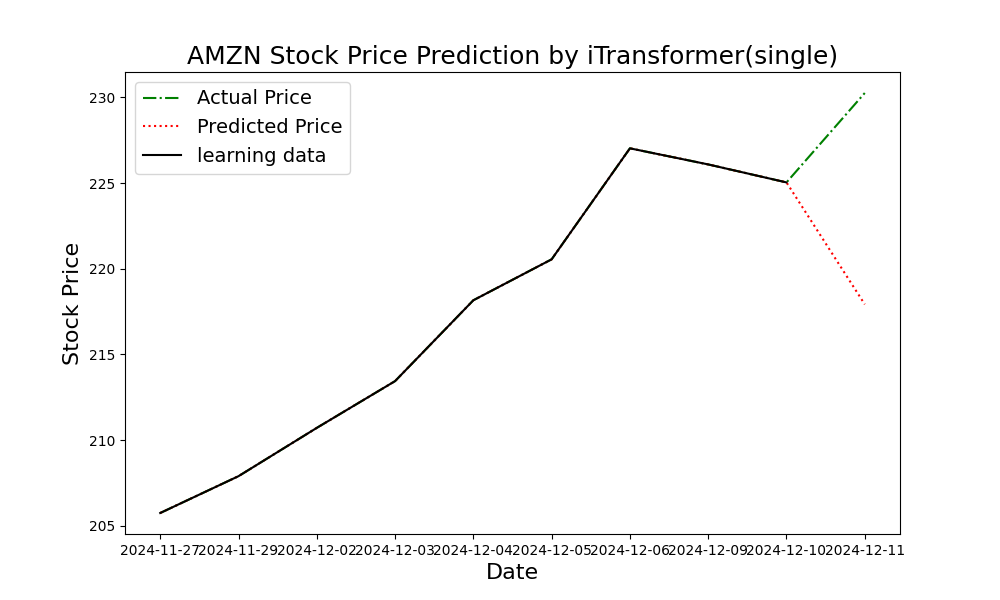 AMZN Stock Price Prediction by iTransformer(single)
Actual Price
Predicted Price
learning data
Stock Price
230
225
220
215
210
205
2024-11-27 2024-11-29 2024-12-02 2024-12-03 2024-12-04 2024-12-05 2024-12-06 2024-12-09 2024-12-10 2024-12-11
Date